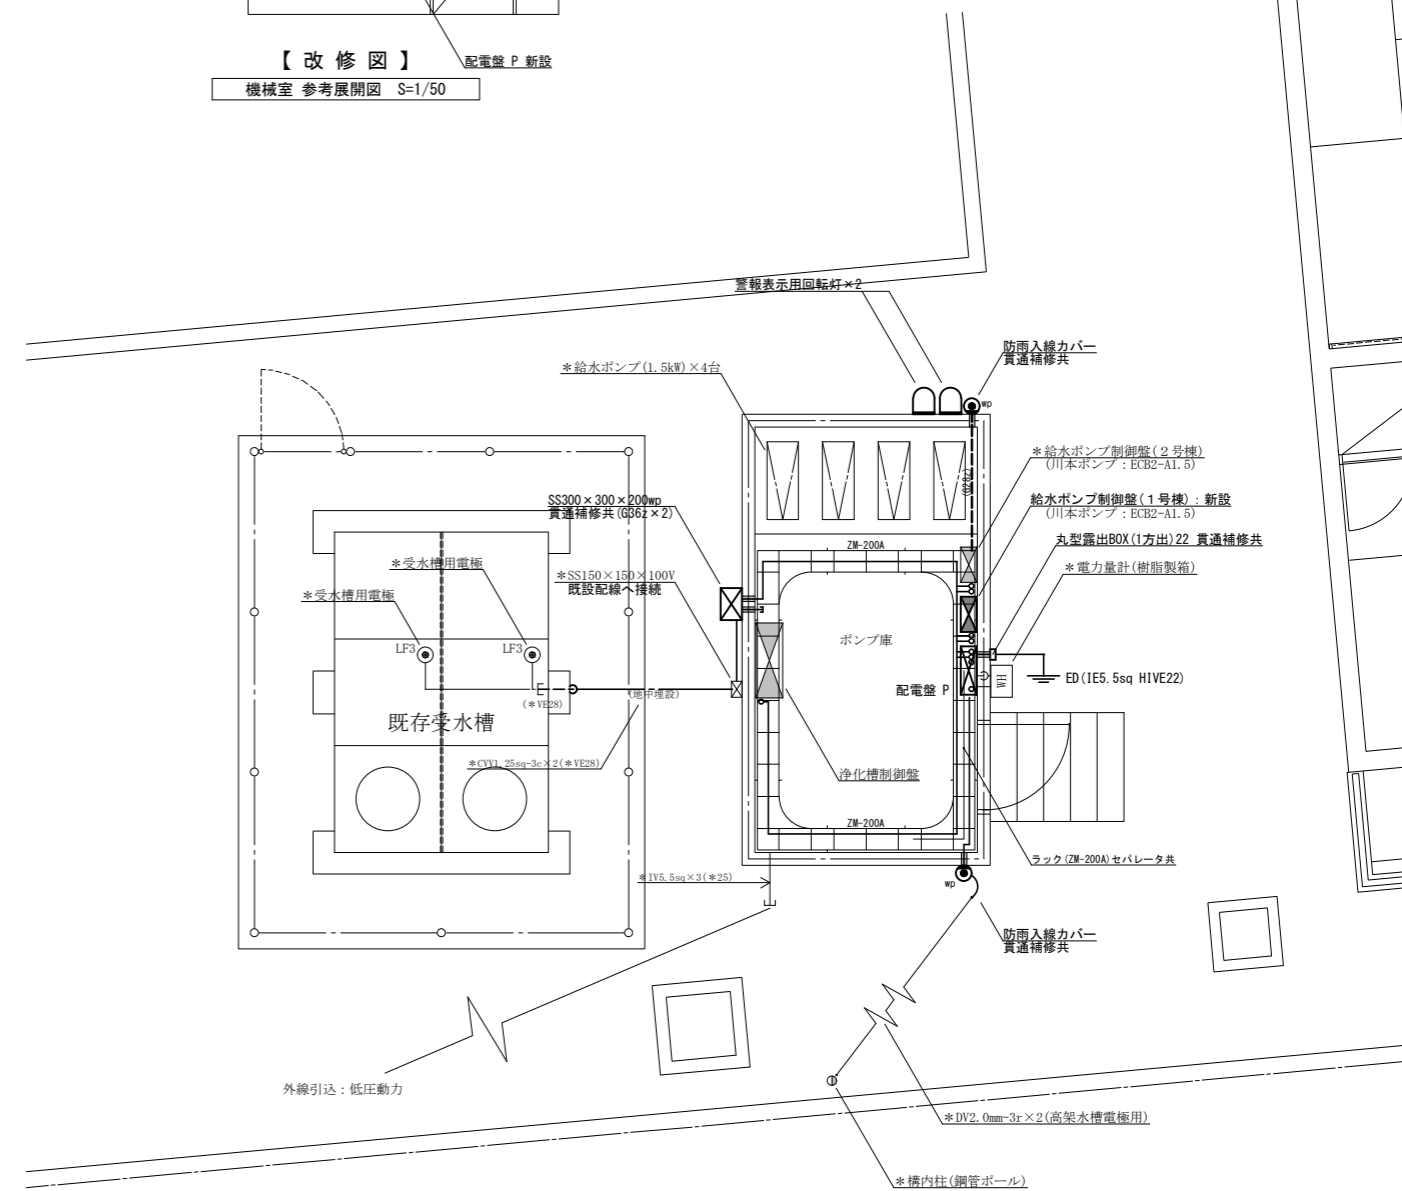 配電盤 P 新設
【 改 修 図 】
機械室 参考展開図 S=1/50
警報表示用回転灯×2
防雨入線カバー
貫通補修共
*給水ポンプ(1.5kW)×4台
wp
*給水ポンプ制御盤(2号棟)
(川本ポンプ：ECB2-A1.5)
(G28z)
SS300×300×200wp
貫通補修共(G36z×2)
給水ポンプ制御盤(1号棟)：新設
(川本ポンプ：ECB2-A1.5)
丸型露出BOX(1方出)22 貫通補修共
ZM-200A
*受水槽用電極
*SS150×150×100V
既設配線へ接続
*電力量計(樹脂製箱)
*受水槽用電極
ポンプ庫
LF3
LF3
WH
ED(IE5.5sq HIVE22)
配電盤 P
(地中埋設)
(*VE28)
既存受水槽
*CVV1.25sq-3c×2(*VE28)
浄化槽制御盤
ZM-200A
ラック(ZM-200A)セパレータ共
*IV5.5sq×3(*25)
wp
防雨入線カバー
貫通補修共
外線引込：低圧動力
*DV2.0mm-3r×2(高架水槽電極用)
*構内柱(鋼管ポール)